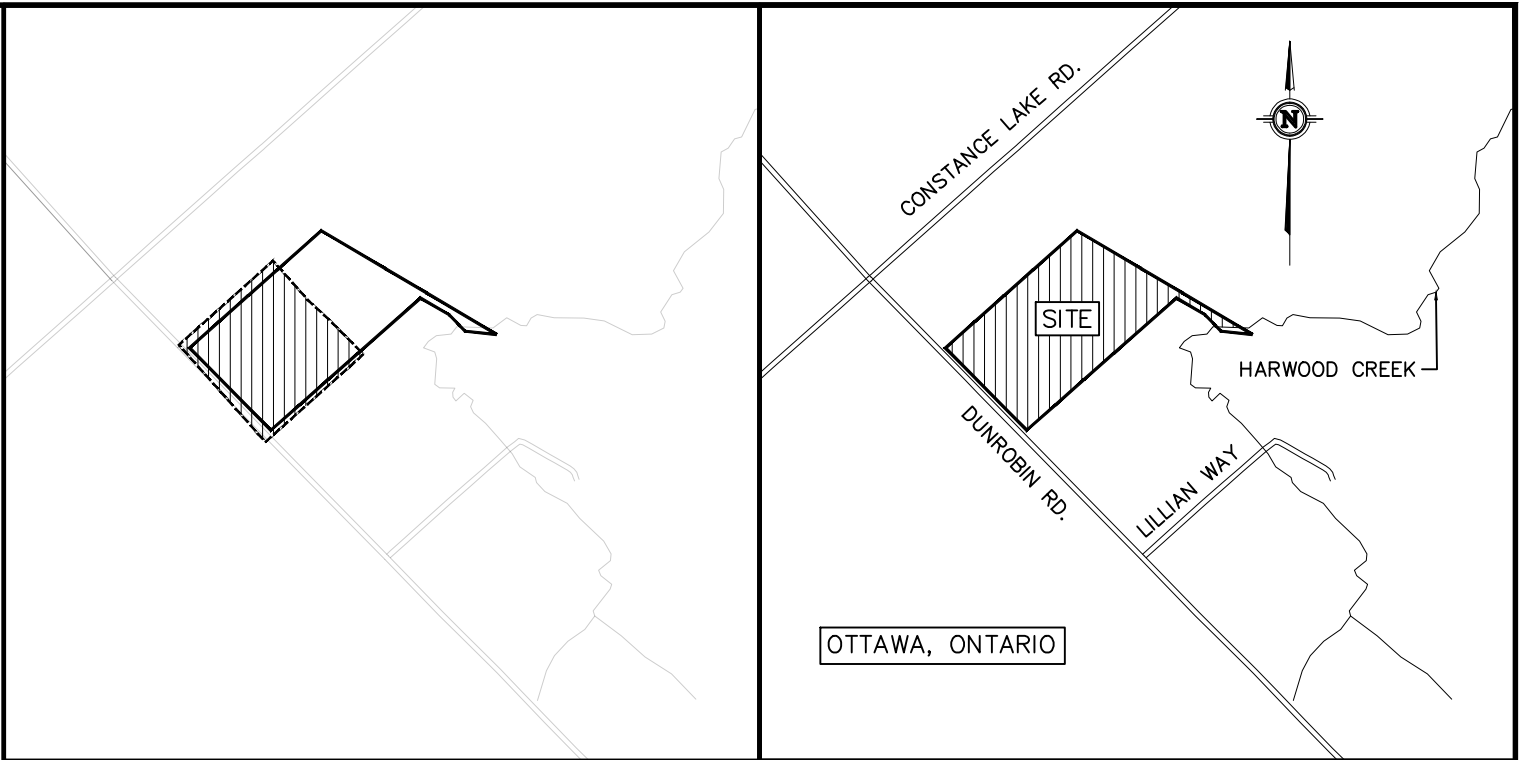 CONSTANCE LAKE RD.
N
SITE
HARWOOD CREEK
DUNROBIN RD.
LILLIAN WAY
OTTAWA, ONTARIO